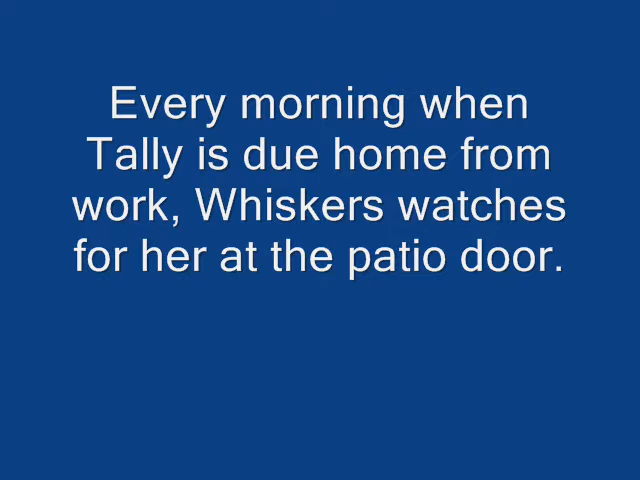 Every morning when
Tally is due home from
work, Whiskers watches
for her at the patio door.